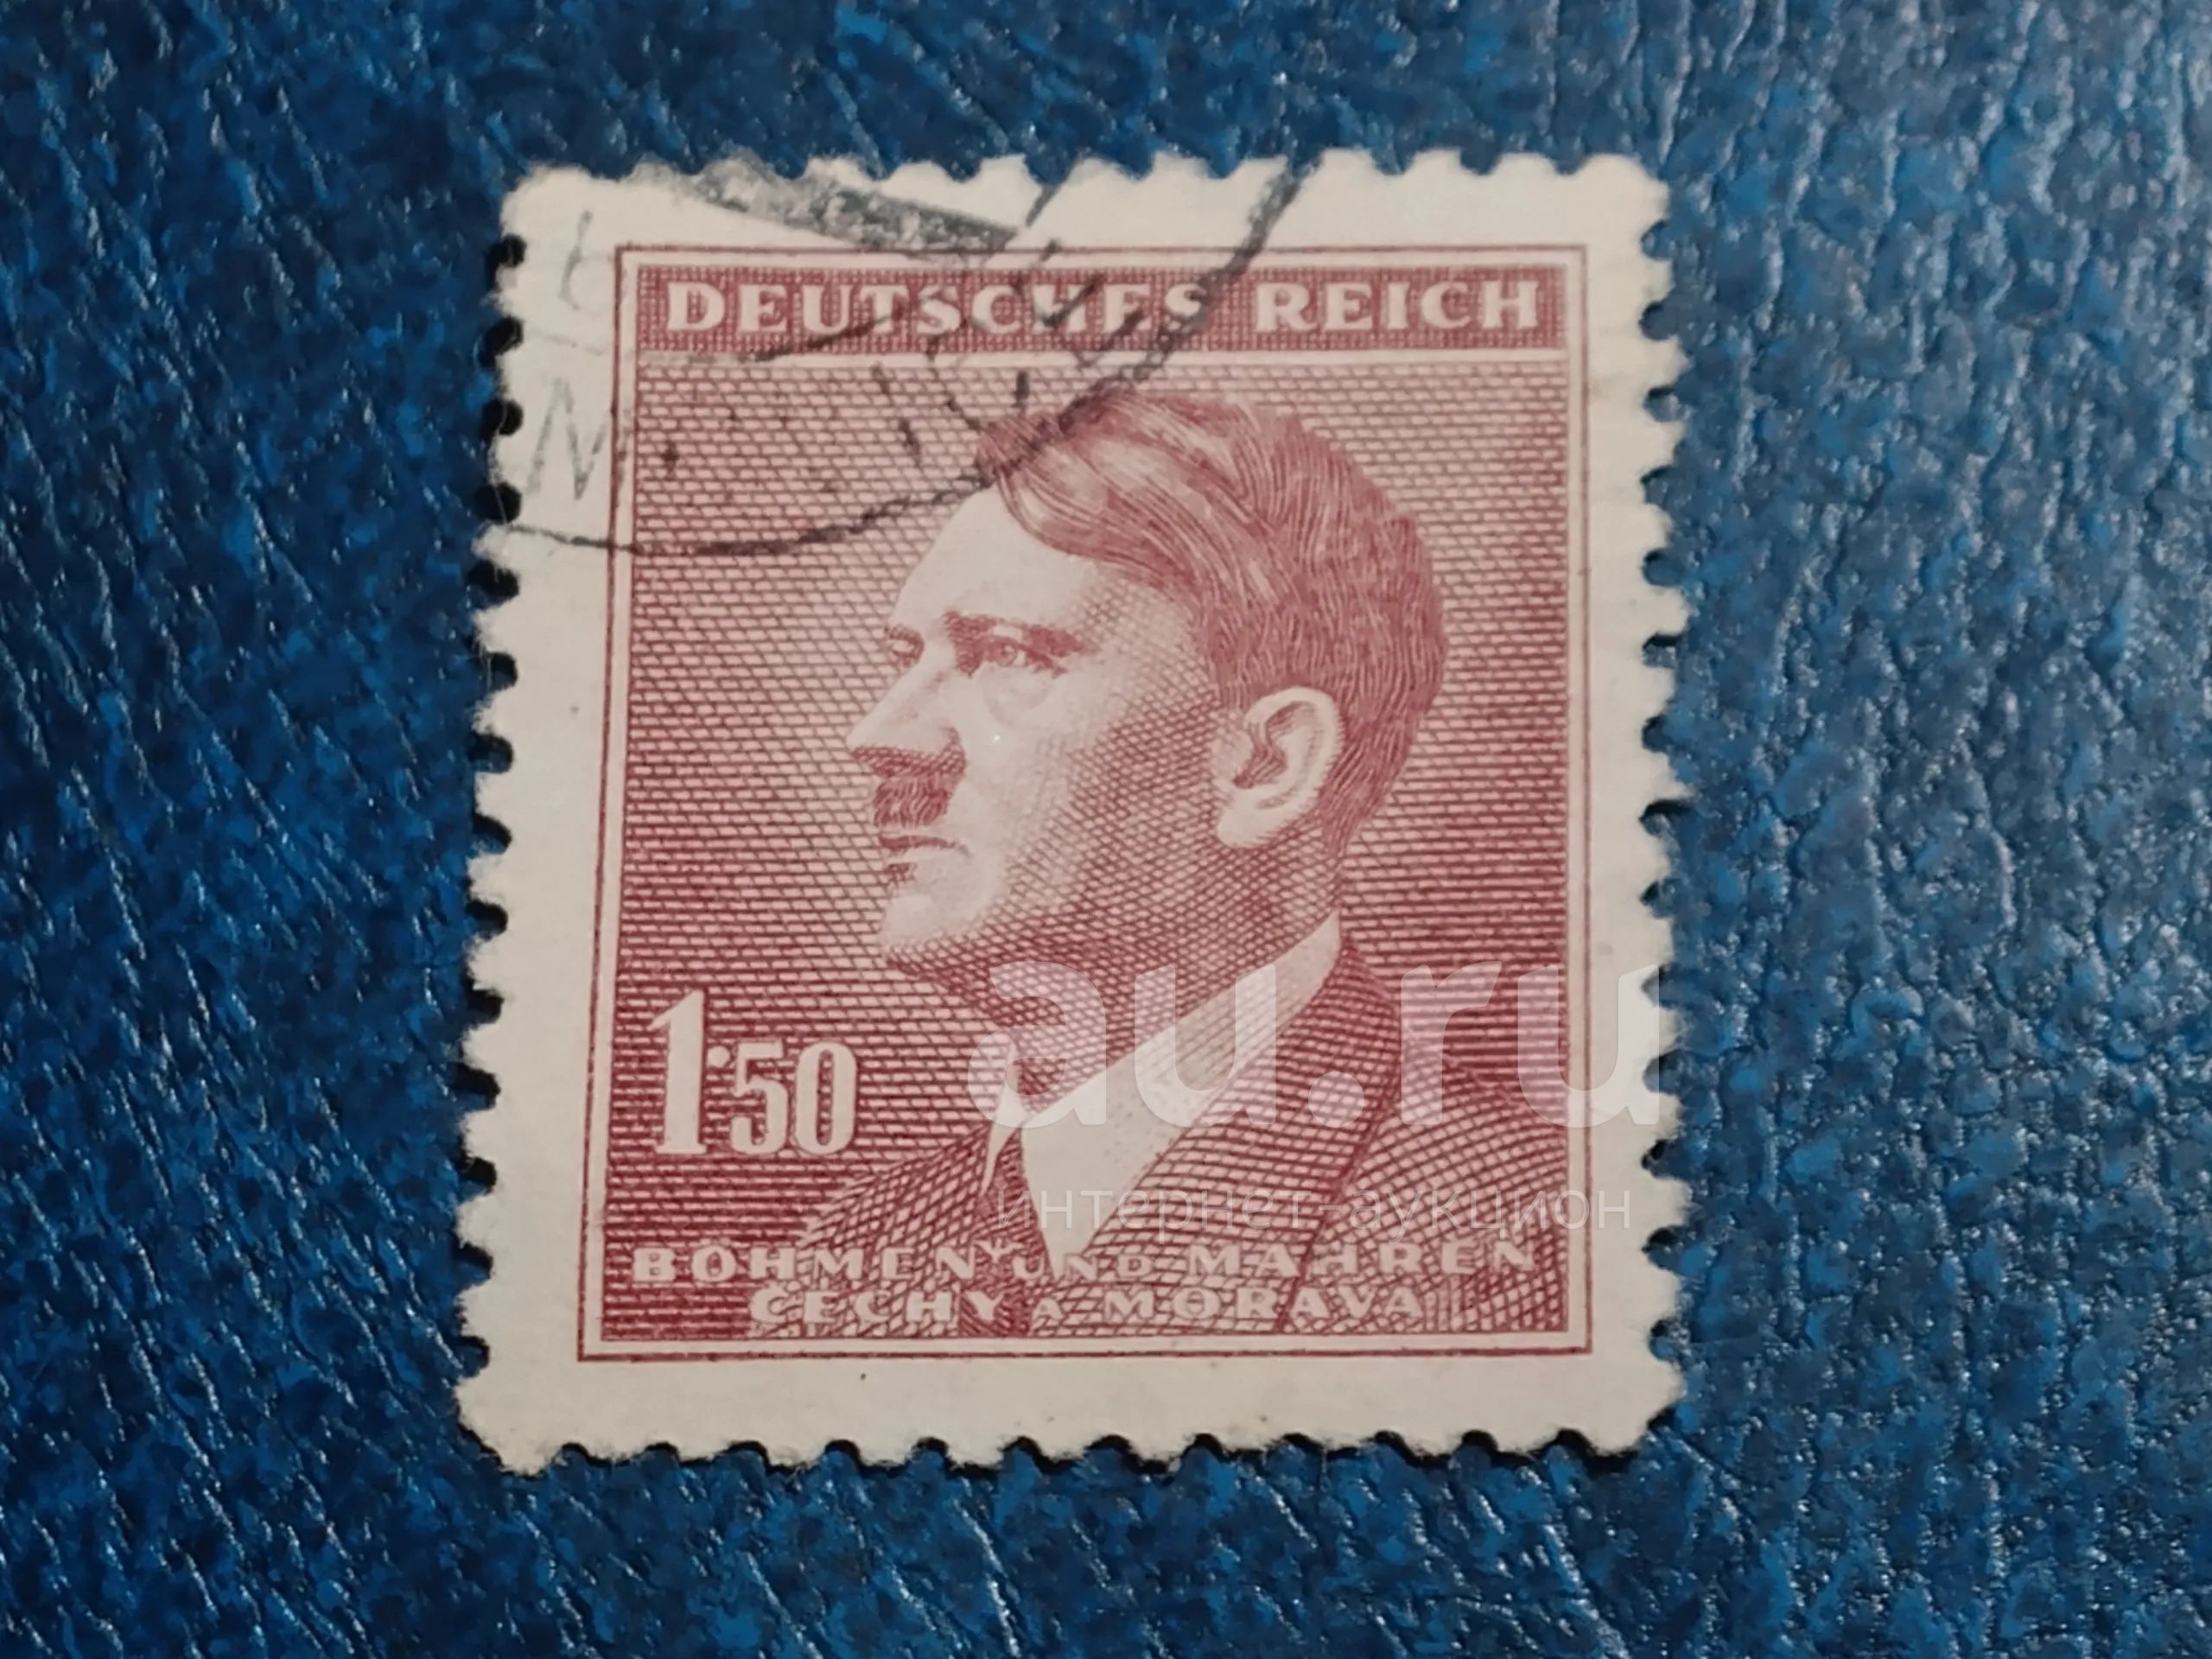 DEUTSCHES REICH
1·50
au.ru
интернет-аукцион
BÖHMEN UND MÄHREN
ČECHY A MORAVA